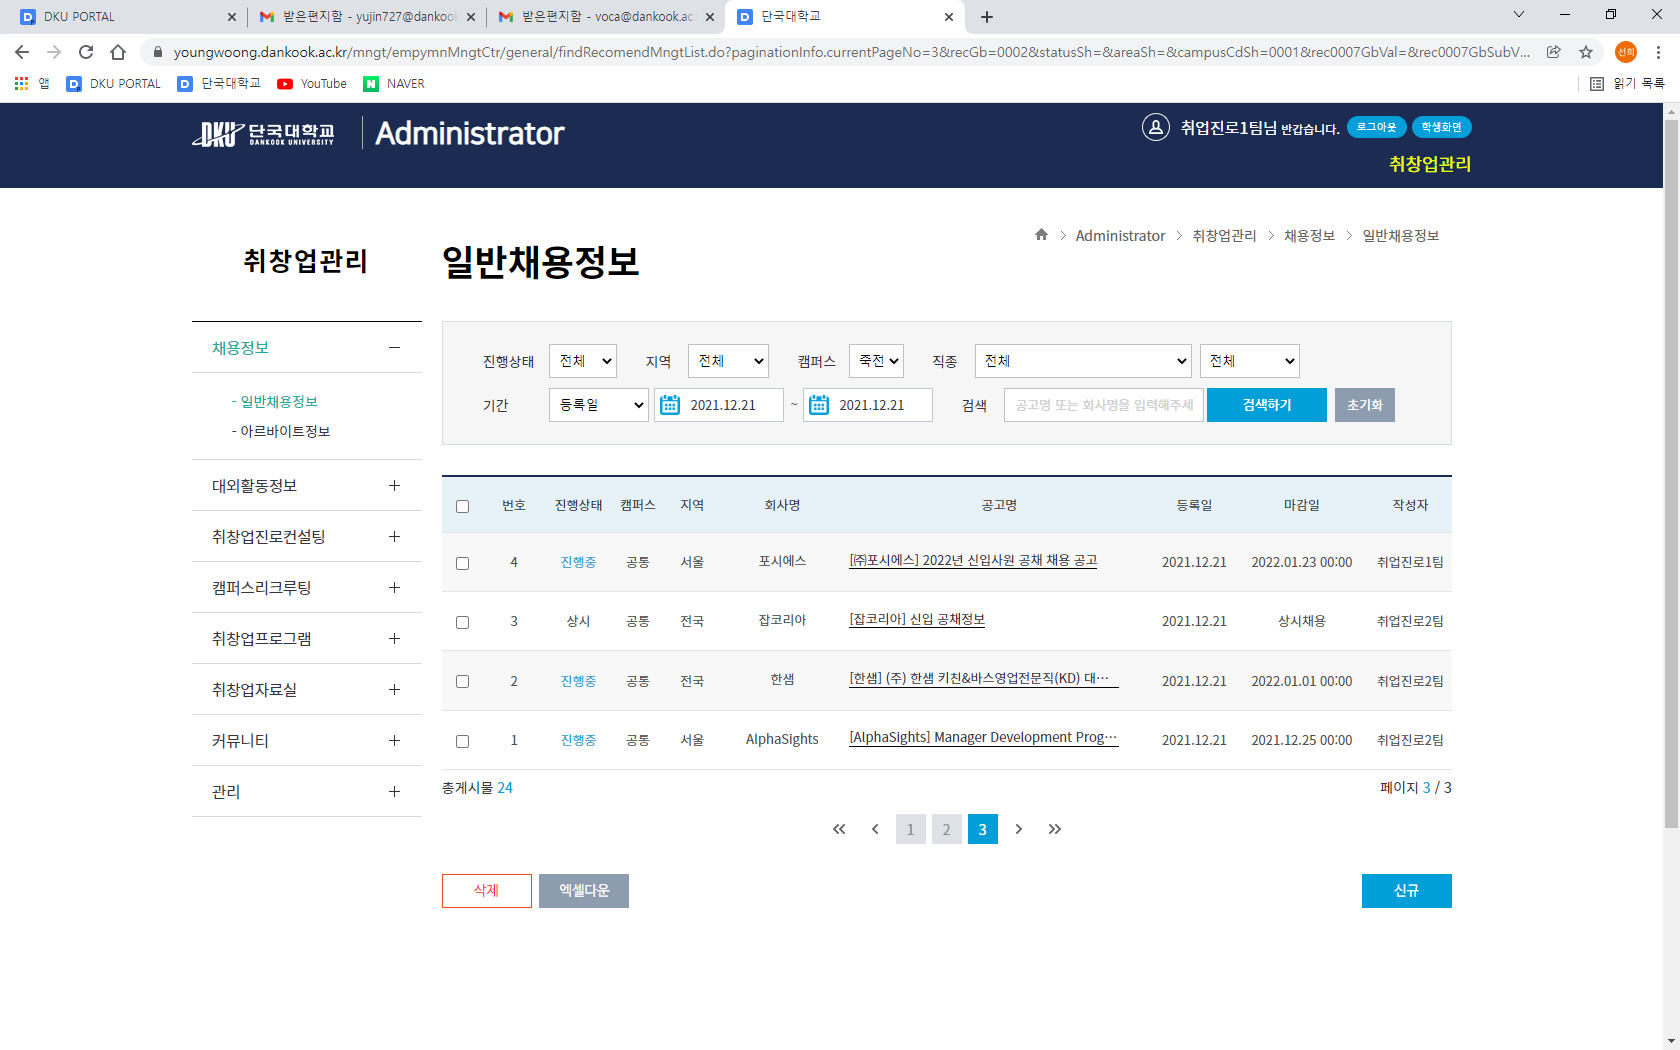 DKU PORTAL
받은편지함 - yujin727@dankook
받은편지함 - voca@dankook.ac.
단국대학교
youngwoong.dankook.ac.kr/mngt/empymnMngtCtr/general/findRecomendMngtList.do?paginationInfo.currentPageNo=3&recGb=0002&statusSh=&areaSh=&campusCdSh=0001&rec0007GbVal=&rec0007GbSubV...
선희
앱 DKU PORTAL 단국대학교 YouTube NAVER 읽기 목록
DKU 단국대학교 DANKOOK UNIVERSITY Administrator
취업진로1팀님 반갑습니다. 로그아웃 학생화면
취창업관리
Administrator > 취창업관리 > 채용정보 > 일반채용정보
취창업관리
일반채용정보
채용정보
- 일반채용정보
- 아르바이트정보
대외활동정보
취창업진로컨설팅
캠퍼스리크루팅
취창업프로그램
취창업자료실
커뮤니티
관리
진행상태 전체 지역 전체 캠퍼스 죽전 직종 전체 전체
기간 등록일 2021.12.21 ~ 2021.12.21 검색 공고명 또는 회사명을 입력해주세 검색하기 초기화
번호 진행상태 캠퍼스 지역 회사명 공고명 등록일 마감일 작성자
4 진행중 공통 서울 포시에스 [㈜포시에스] 2022년 신입사원 공채 채용 공고 2021.12.21 2022.01.23 00:00 취업진로1팀
3 상시 공통 전국 잡코리아 [잡코리아] 신입 공채정보 2021.12.21 상시채용 취업진로2팀
2 진행중 공통 전국 한샘 [한샘] (주) 한샘 키친&바스영업전문직(KD) 대··· 2021.12.21 2022.01.01 00:00 취업진로2팀
1 진행중 공통 서울 AlphaSights [AlphaSights] Manager Development Prog··· 2021.12.21 2021.12.25 00:00 취업진로2팀
총게시물 24
페이지 3 / 3
« ‹ 1 2 3 › »
삭제 엑셀다운 신규